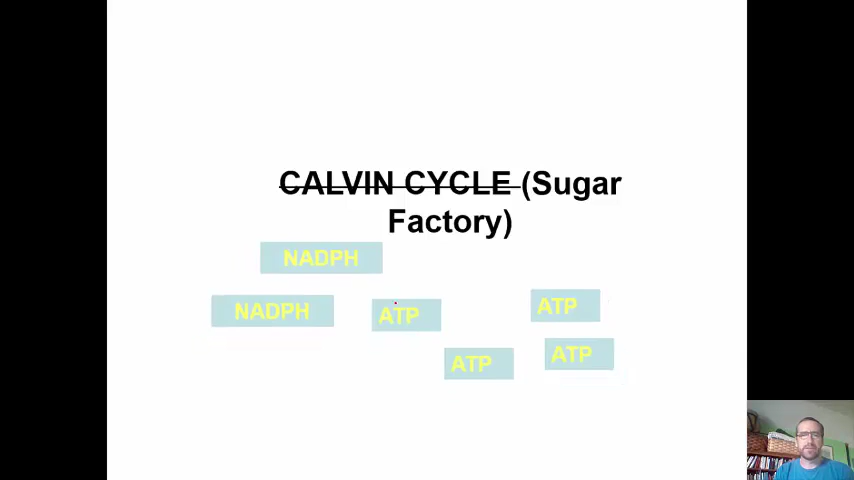 CALVIN CYCLE (Sugar
Factory)
NADPH
NADPH
ATP
ATP
ATP
ATP